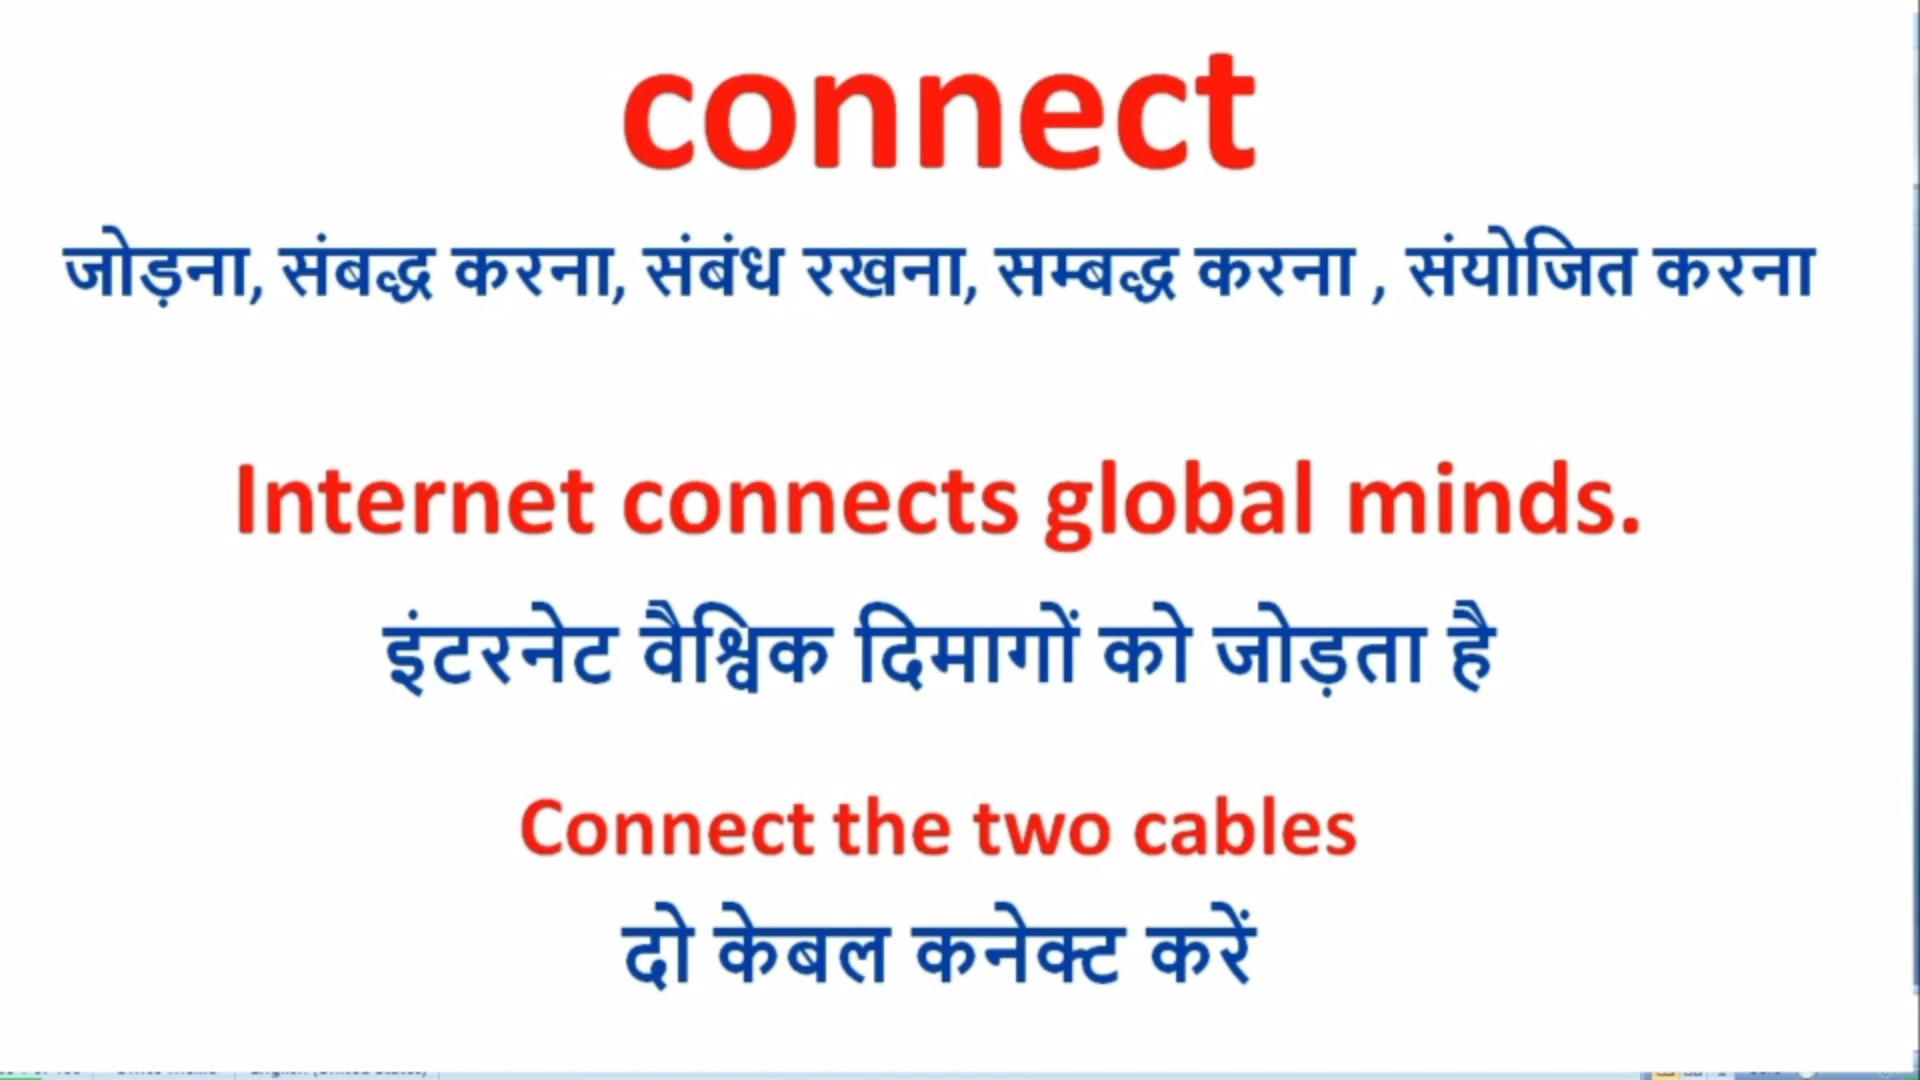 connect
जोड़ना, संबद्ध करना, संबंध रखना, सम्बद्ध करना , संयोजित करना
Internet connects global minds.
इंटरनेट वैश्विक दिमागों को जोड़ता है
Connect the two cables
दो केबल कनेक्ट करें